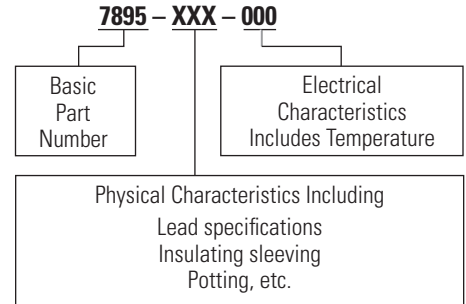 7895 – XXX – 000
Basic
Part
Number
Electrical
Characteristics
Includes Temperature
Physical Characteristics Including
Lead specifications
Insulating sleeving
Potting, etc.